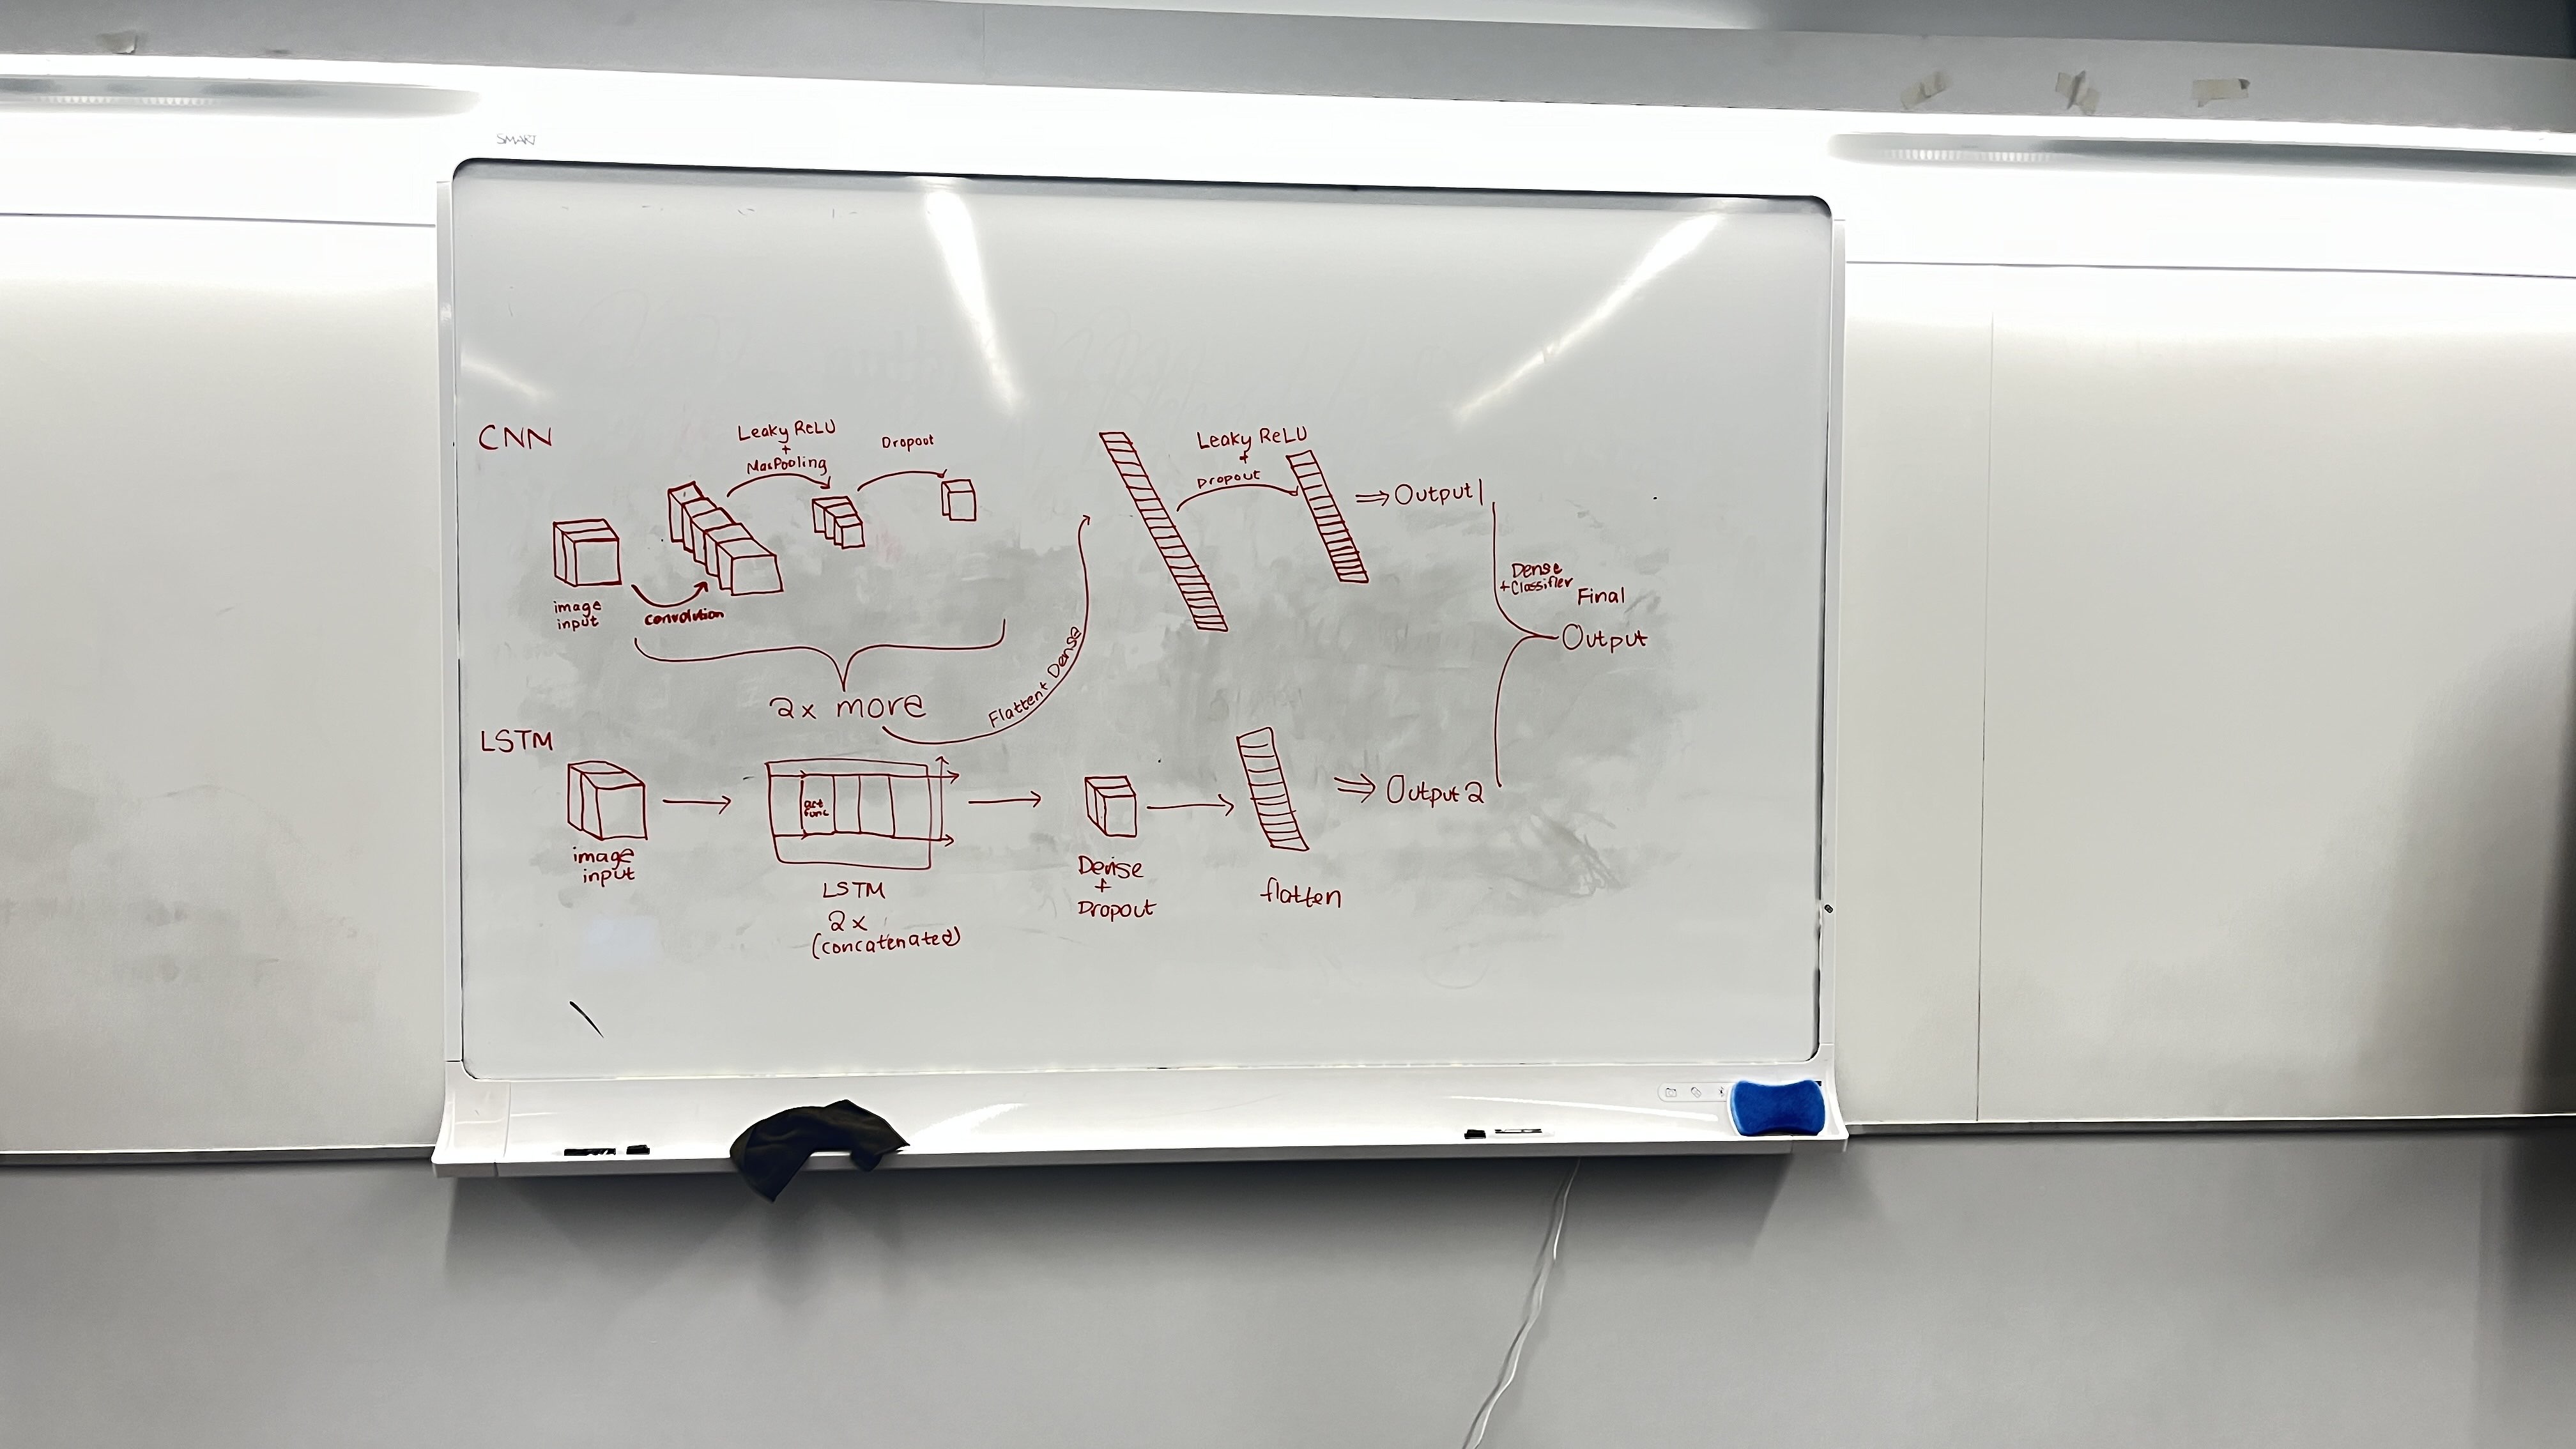 SMART
CNN
Leaky ReLU
+
MaxPooling
Dropout
image
input
convolution
2x more
Flatten + Dense
Leaky ReLU
+
Dropout
Output 1
Dense
+ Classifier
Final
Output
LSTM
image
input
act
func
LSTM
2x
(concatenated)
Dense
+
Dropout
flatten
Output 2